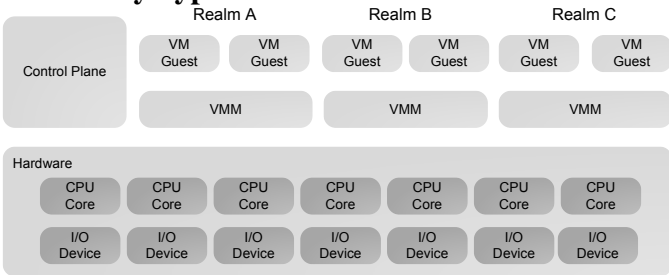 Realm A Realm B Realm C
Control Plane
VM Guest VM Guest VM Guest VM Guest VM Guest VM Guest
VMM VMM VMM
Hardware
CPU Core CPU Core CPU Core CPU Core CPU Core CPU Core CPU Core
I/O Device I/O Device I/O Device I/O Device I/O Device I/O Device I/O Device